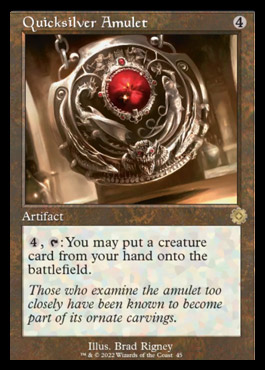 Quicksilver Amulet 4
Artifact
4, : You may put a creature
card from your hand onto the
battlefield.
Those who examine the amulet too
closely have been known to become
part of its ornate carvings.
Illus. Brad Rigney
™ & © 2022 Wizards of the Coast 45